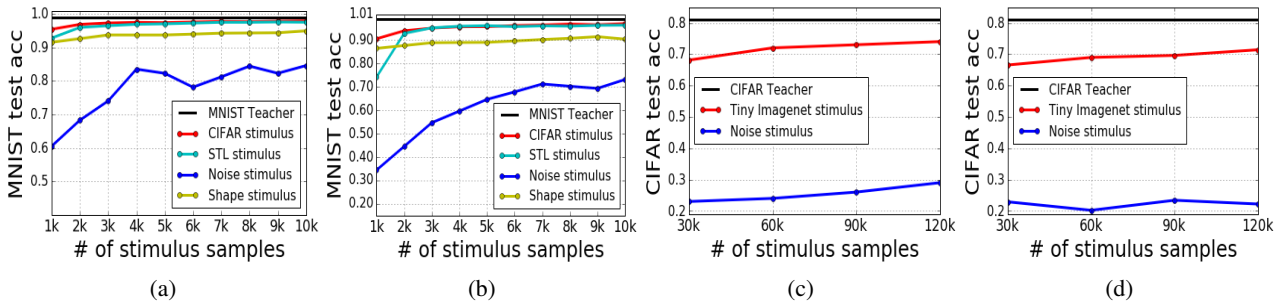 MNIST test acc
1.0
0.9
0.8
0.7
0.6
0.5
MNIST Teacher
CIFAR stimulus
STL stimulus
Noise stimulus
Shape stimulus
1k 2k 3k 4k 5k 6k 7k 8k 9k 10k
# of stimulus samples
(a)
MNIST test acc
1.01
0.90
0.80
0.70
0.60
0.50
0.40
0.30
0.20
MNIST Teacher
CIFAR stimulus
STL stimulus
Noise stimulus
Shape stimulus
1k 2k 3k 4k 5k 6k 7k 8k 9k 10k
# of stimulus samples
(b)
CIFAR test acc
0.8
0.7
0.6
0.5
0.4
0.3
0.2
CIFAR Teacher
Tiny Imagenet stimulus
Noise stimulus
30k 60k 90k 120k
# of stimulus samples
(c)
CIFAR test acc
0.8
0.7
0.6
0.5
0.4
0.3
0.2
CIFAR Teacher
Tiny Imagenet stimulus
Noise stimulus
30k 60k 90k 120k
# of stimulus samples
(d)